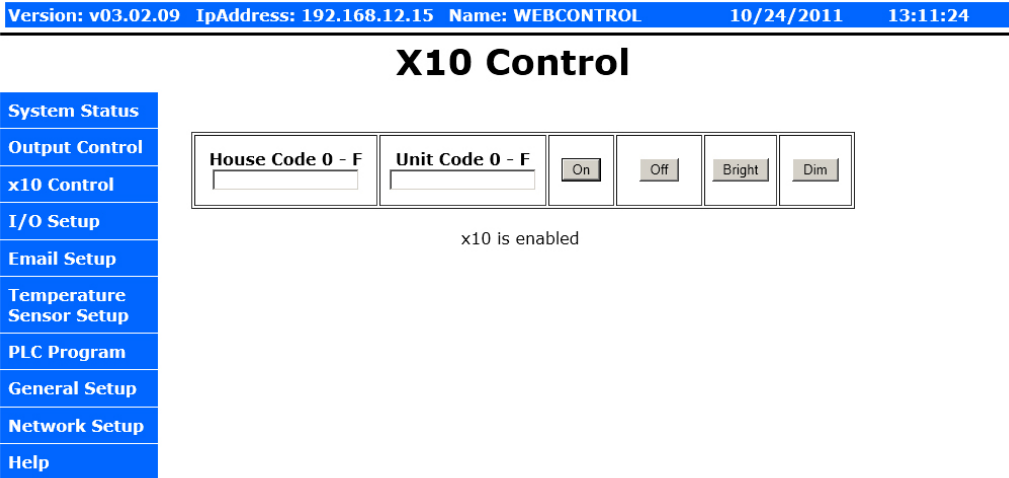 Version: v03.02.09 IpAddress: 192.168.12.15 Name: WEBCONTROL 10/24/2011 13:11:24
X10 Control
System Status
Output Control
x10 Control
I/O Setup
Email Setup
Temperature
Sensor Setup
PLC Program
General Setup
Network Setup
Help
House Code 0 - F Unit Code 0 - F On Off Bright Dim
x10 is enabled